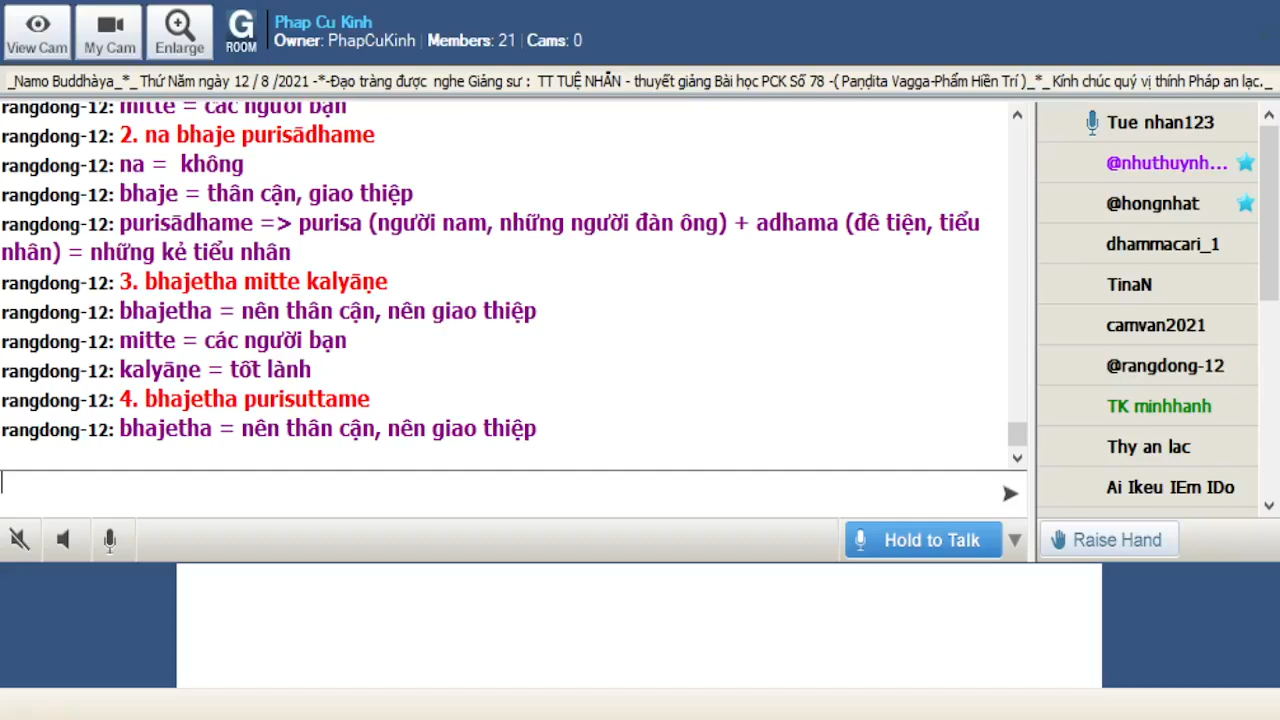 View Cam
My Cam
Enlarge
G
ROOM
Phap Cu Kinh
Owner: PhapCuKinh Members: 21 Cams: 0
_Namo Buddhàya_*_ Thứ Năm ngày 12 / 8 /2021 -*-Đạo tràng được nghe Giảng sư : TT TUỆ NHẪN - thuyết giảng Bài học PCK Số 78 -( Paṇḍita Vagga-Phẩm Hiền Trí )_*_ Kính chúc quý vị thính Pháp an lạc._
rangdong-12: mitte = các người bạn
rangdong-12: 2. na bhaje purisādhame
rangdong-12: na = không
rangdong-12: bhaje = thân cận, giao thiệp
rangdong-12: purisādhame => purisa (người nam, những người đàn ông) + adhama (đê tiện, tiểu
nhân) = những kẻ tiểu nhân
rangdong-12: 3. bhajetha mitte kalyāṇe
rangdong-12: bhajetha = nên thân cận, nên giao thiệp
rangdong-12: mitte = các người bạn
rangdong-12: kalyāṇe = tốt lành
rangdong-12: 4. bhajetha purisuttame
rangdong-12: bhajetha = nên thân cận, nên giao thiệp
Tue nhan123
@nhuthuynh...
@hongnhat
dhammacari_1
TinaN
camvan2021
@rangdong-12
TK minhhanh
Thy an lac
Ai Ikeu IEm IDo
Hold to Talk
Raise Hand